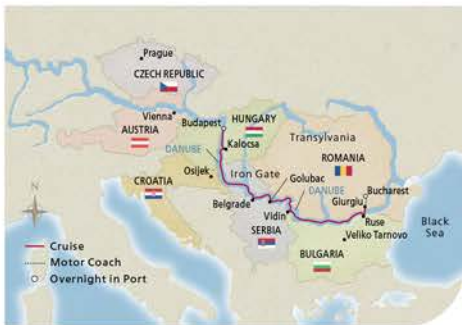 Prague
CZECH REPUBLIC
Vienna
AUSTRIA
Budapest
HUNGARY
DANUBE
Kalocsa
Transylvania
ROMANIA
Osijek
Iron Gate
Golubac
CROATIA
DANUBE
Bucharest
Giurgiu
Belgrade
Vidin
Ruse
Black
Sea
SERBIA
Veliko Tarnovo
BULGARIA
N
Cruise
Motor Coach
Overnight in Port